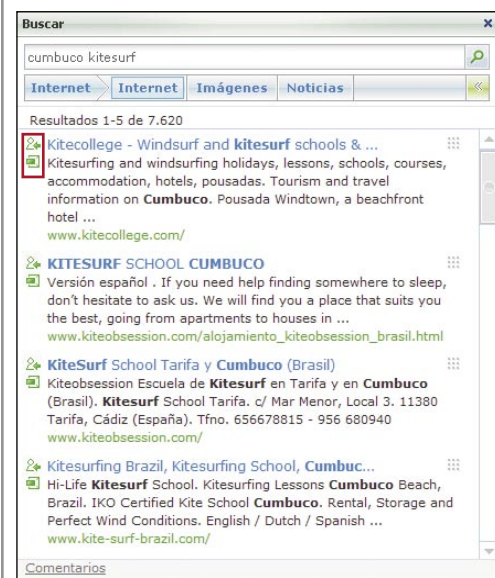 Buscar
cumbuco kitesurf
Internet Internet Imágenes Noticias
Resultados 1-5 de 7.620
Kitecollege - Windsurf and kitesurf schools & ...
Kitesurfing and windsurfing holidays, lessons, schools, courses,
accommodation, hotels, pousadas. Tourism and travel
information on Cumbuco. Pousada Windtown, a beachfront
hotel ...
www.kitecollege.com/
KITESURF SCHOOL CUMBUCO
Versión español . If you need help finding somewhere to sleep,
don't hesitate to ask us. We will find you a place that suits you
the best, going from apartments to houses in ...
www.kiteobsession.com/alojamiento_kiteobsession_brasil.html
KiteSurf School Tarifa y Cumbuco (Brasil)
Kiteobsession Escuela de Kitesurf en Tarifa y en Cumbuco
(Brasil). Kitesurf School Tarifa. c/ Mar Menor, Local 3. 11380
Tarifa, Cádiz (España). Tfno. 656678815 - 956 680940
www.kiteobsession.com/
Kitesurfing Brazil, Kitesurfing School, Cumbuc...
Hi-Life Kitesurf School. Kitesurfing Lessons Cumbuco Beach,
Brazil. IKO Certified Kite School Cumbuco. Rental, Storage and
Perfect Wind Conditions. English / Dutch / Spanish ...
www.kite-surf-brazil.com/
Comentarios